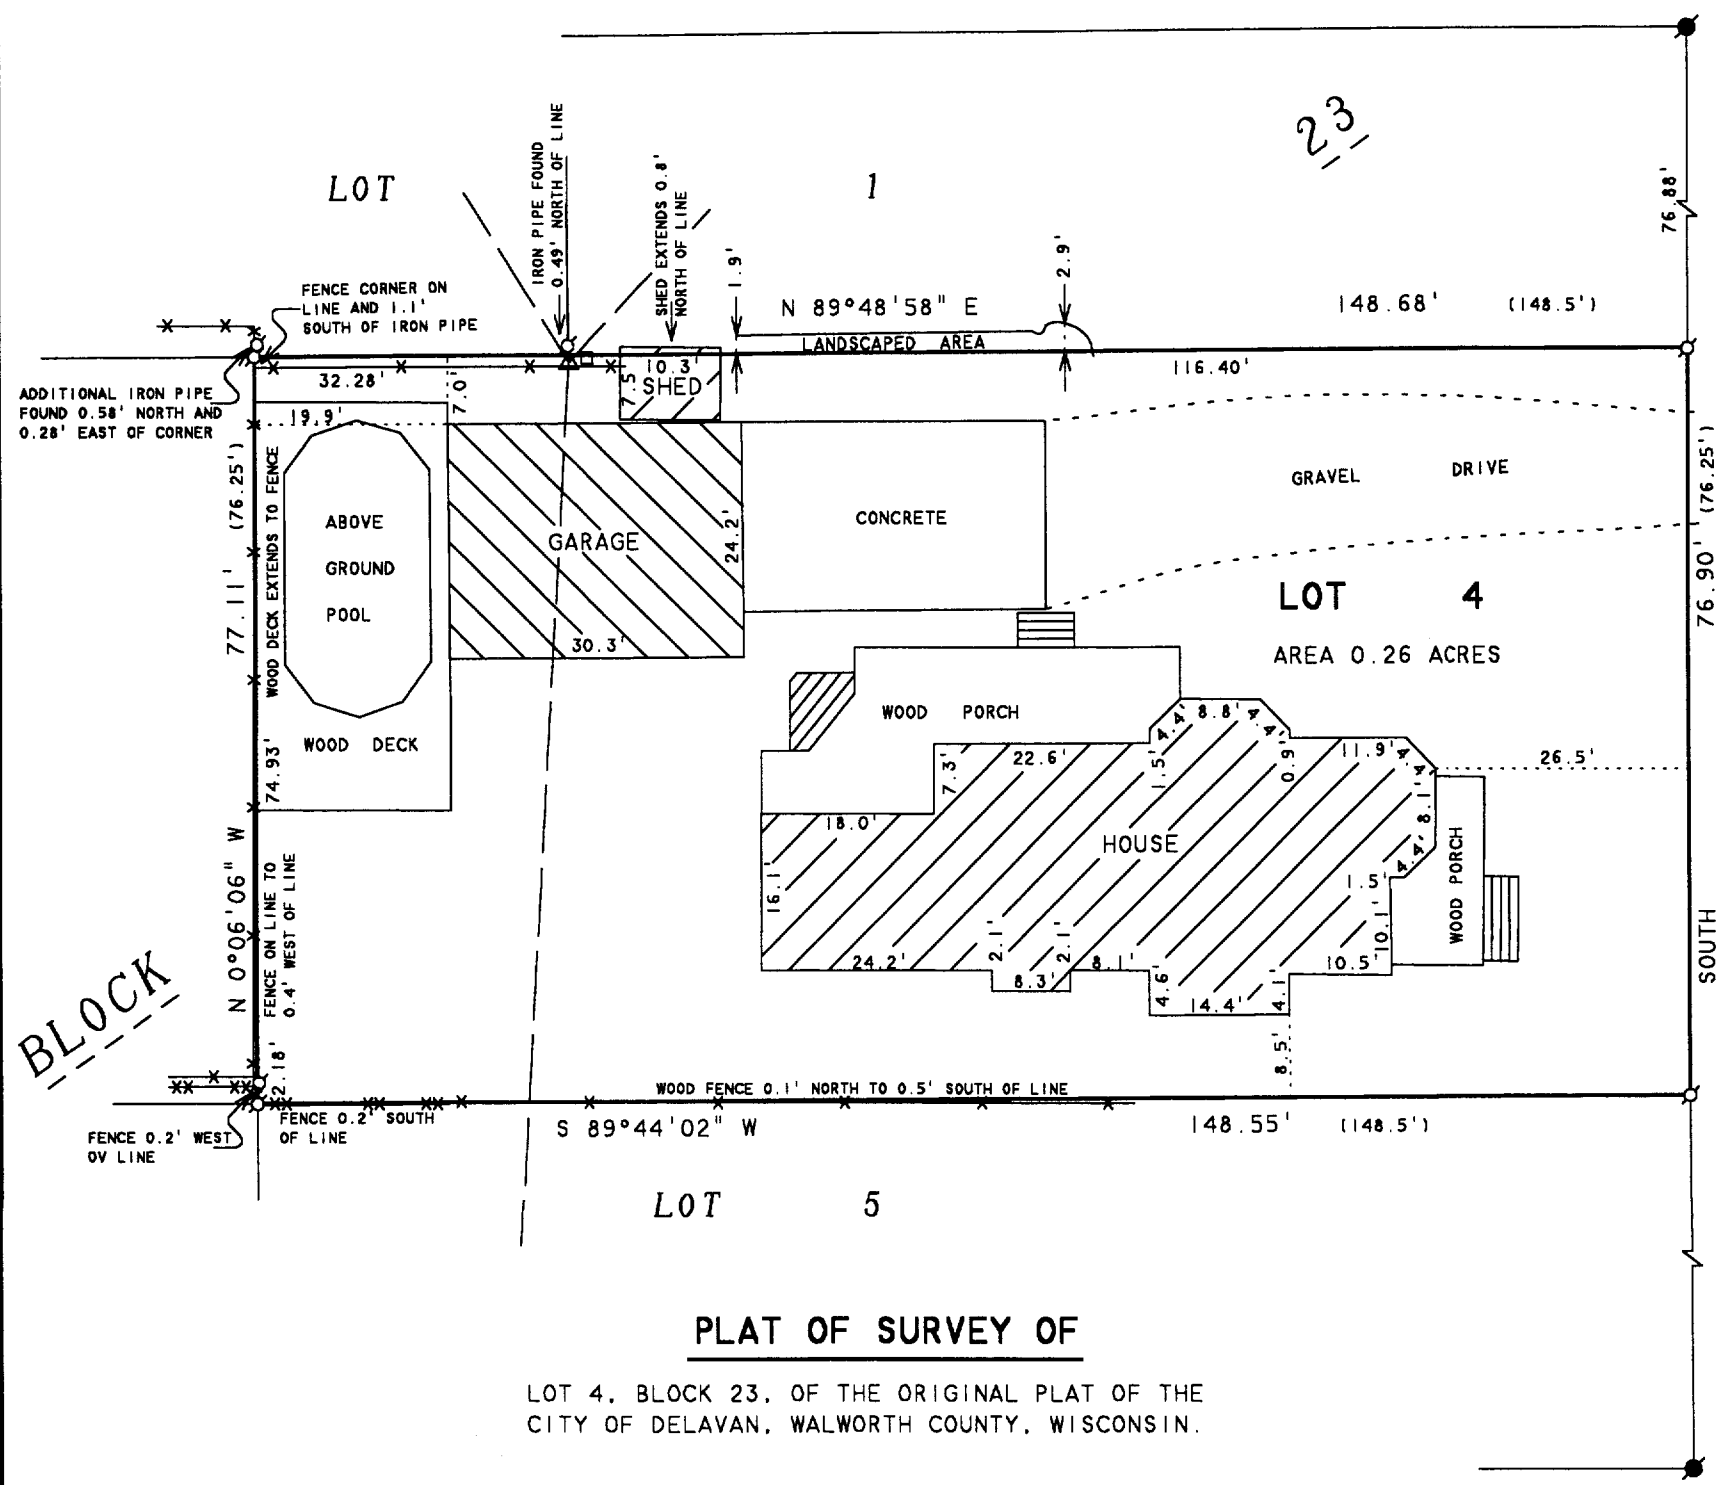 23
LOT 1
76.88'
IRON PIPE FOUND
0.49' NORTH OF LINE
SHED EXTENDS 0.8'
NORTH OF LINE
1.9'
2.9'
FENCE CORNER ON
LINE AND 1.1'
SOUTH OF IRON PIPE
N 89°48'58" E
148.68' (148.5')
LANDSCAPED AREA
ADDITIONAL IRON PIPE
FOUND 0.58' NORTH AND
0.28' EAST OF CORNER
32.28'
116.40'
7.0'
10.3'
7.5
SHED
19.9'
77.11' (76.25')
WOOD DECK EXTENDS TO FENCE
ABOVE
GROUND
POOL
WOOD DECK
GARAGE
24.2'
30.3'
CONCRETE
GRAVEL DRIVE
76.90' (76.25')
LOT 4
AREA 0.26 ACRES
74.93'
WOOD PORCH
4.4'
8.8'
4.4'
22.6'
7.3'
1.5'
0.9'
11.9'
4.4'
26.5'
18.0'
HOUSE
8.1'
4.4'
WOOD PORCH
16.1'
1.5'
10.1'
24.2'
2.1'
8.3'
2.1'
8.1'
4.6'
14.4'
4.1'
10.5'
SOUTH
BLOCK
N 0°06'06" W
FENCE ON LINE TO
0.4' WEST OF LINE
8.5'
2.18'
WOOD FENCE 0.1' NORTH TO 0.5' SOUTH OF LINE
FENCE 0.2' SOUTH
OF LINE
FENCE 0.2' WEST
OV LINE
S 89°44'02" W
148.55' (148.5')
LOT 5
PLAT OF SURVEY OF
LOT 4, BLOCK 23, OF THE ORIGINAL PLAT OF THE
CITY OF DELAVAN, WALWORTH COUNTY, WISCONSIN.